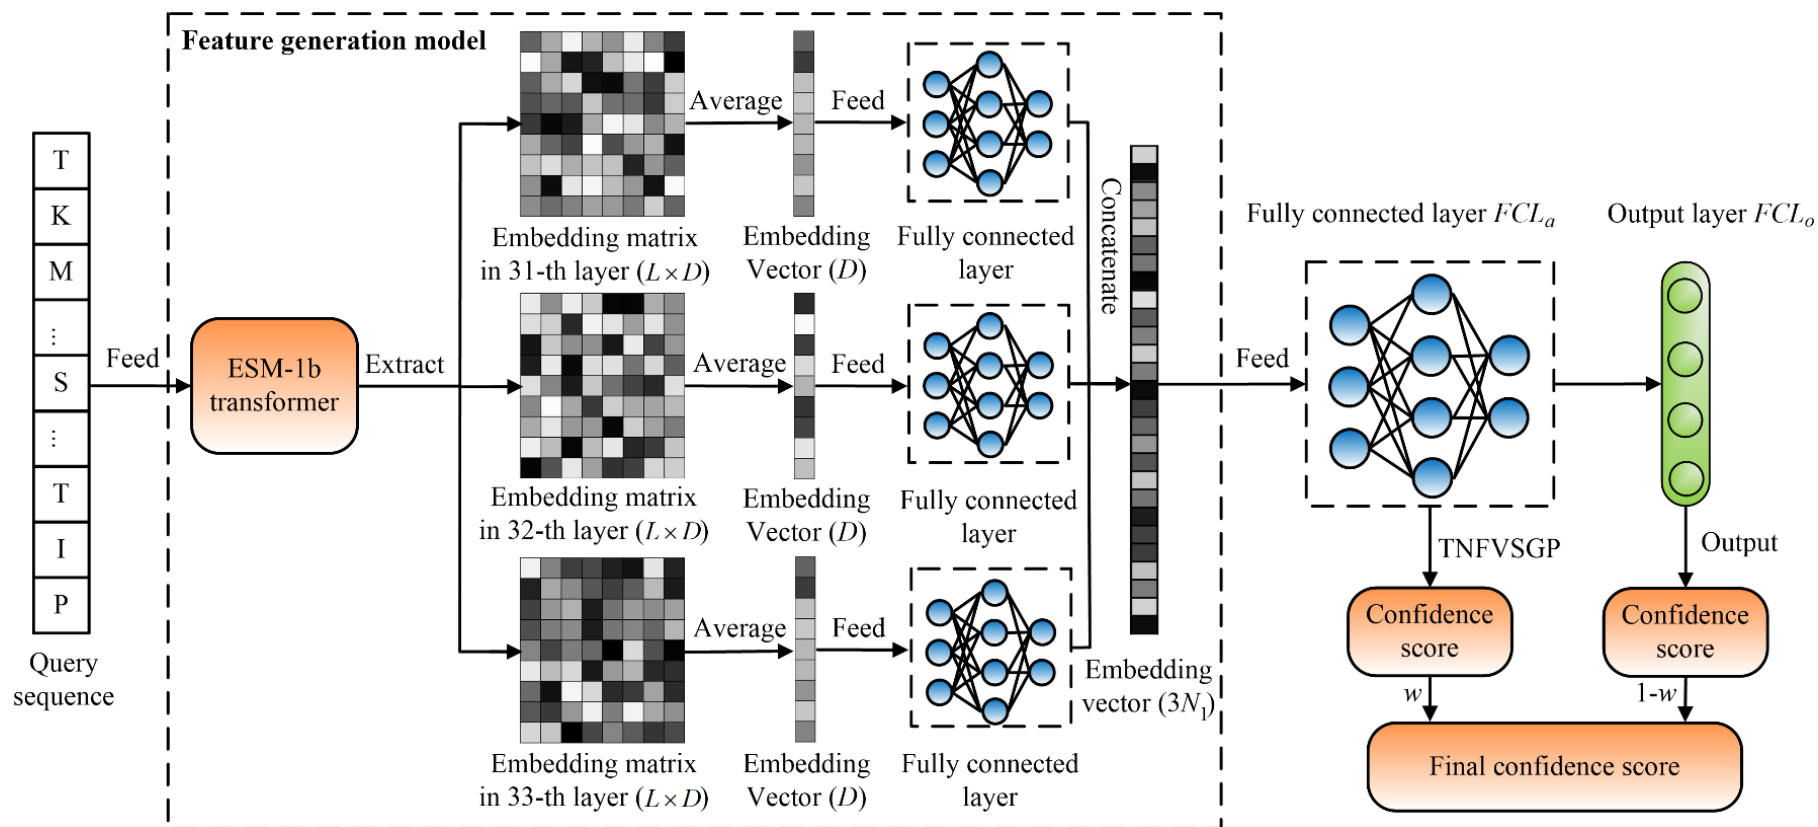 Feature generation model
T
K
M
...
S
...
T
I
P
Query
sequence
Feed
ESM-1b
transformer
Extract
Embedding matrix
in 31-th layer (L×D)
Average
Embedding
Vector (D)
Feed
Fully connected
layer
Embedding matrix
in 32-th layer (L×D)
Average
Embedding
Vector (D)
Feed
Fully connected
layer
Embedding matrix
in 33-th layer (L×D)
Average
Embedding
Vector (D)
Feed
Fully connected
layer
Concatenate
Embedding
vector (3N₁)
Feed
Fully connected layer FCLₐ
Output layer FCLₒ
TNFVSGP
Output
Confidence
score
Confidence
score
w
1-w
Final confidence score